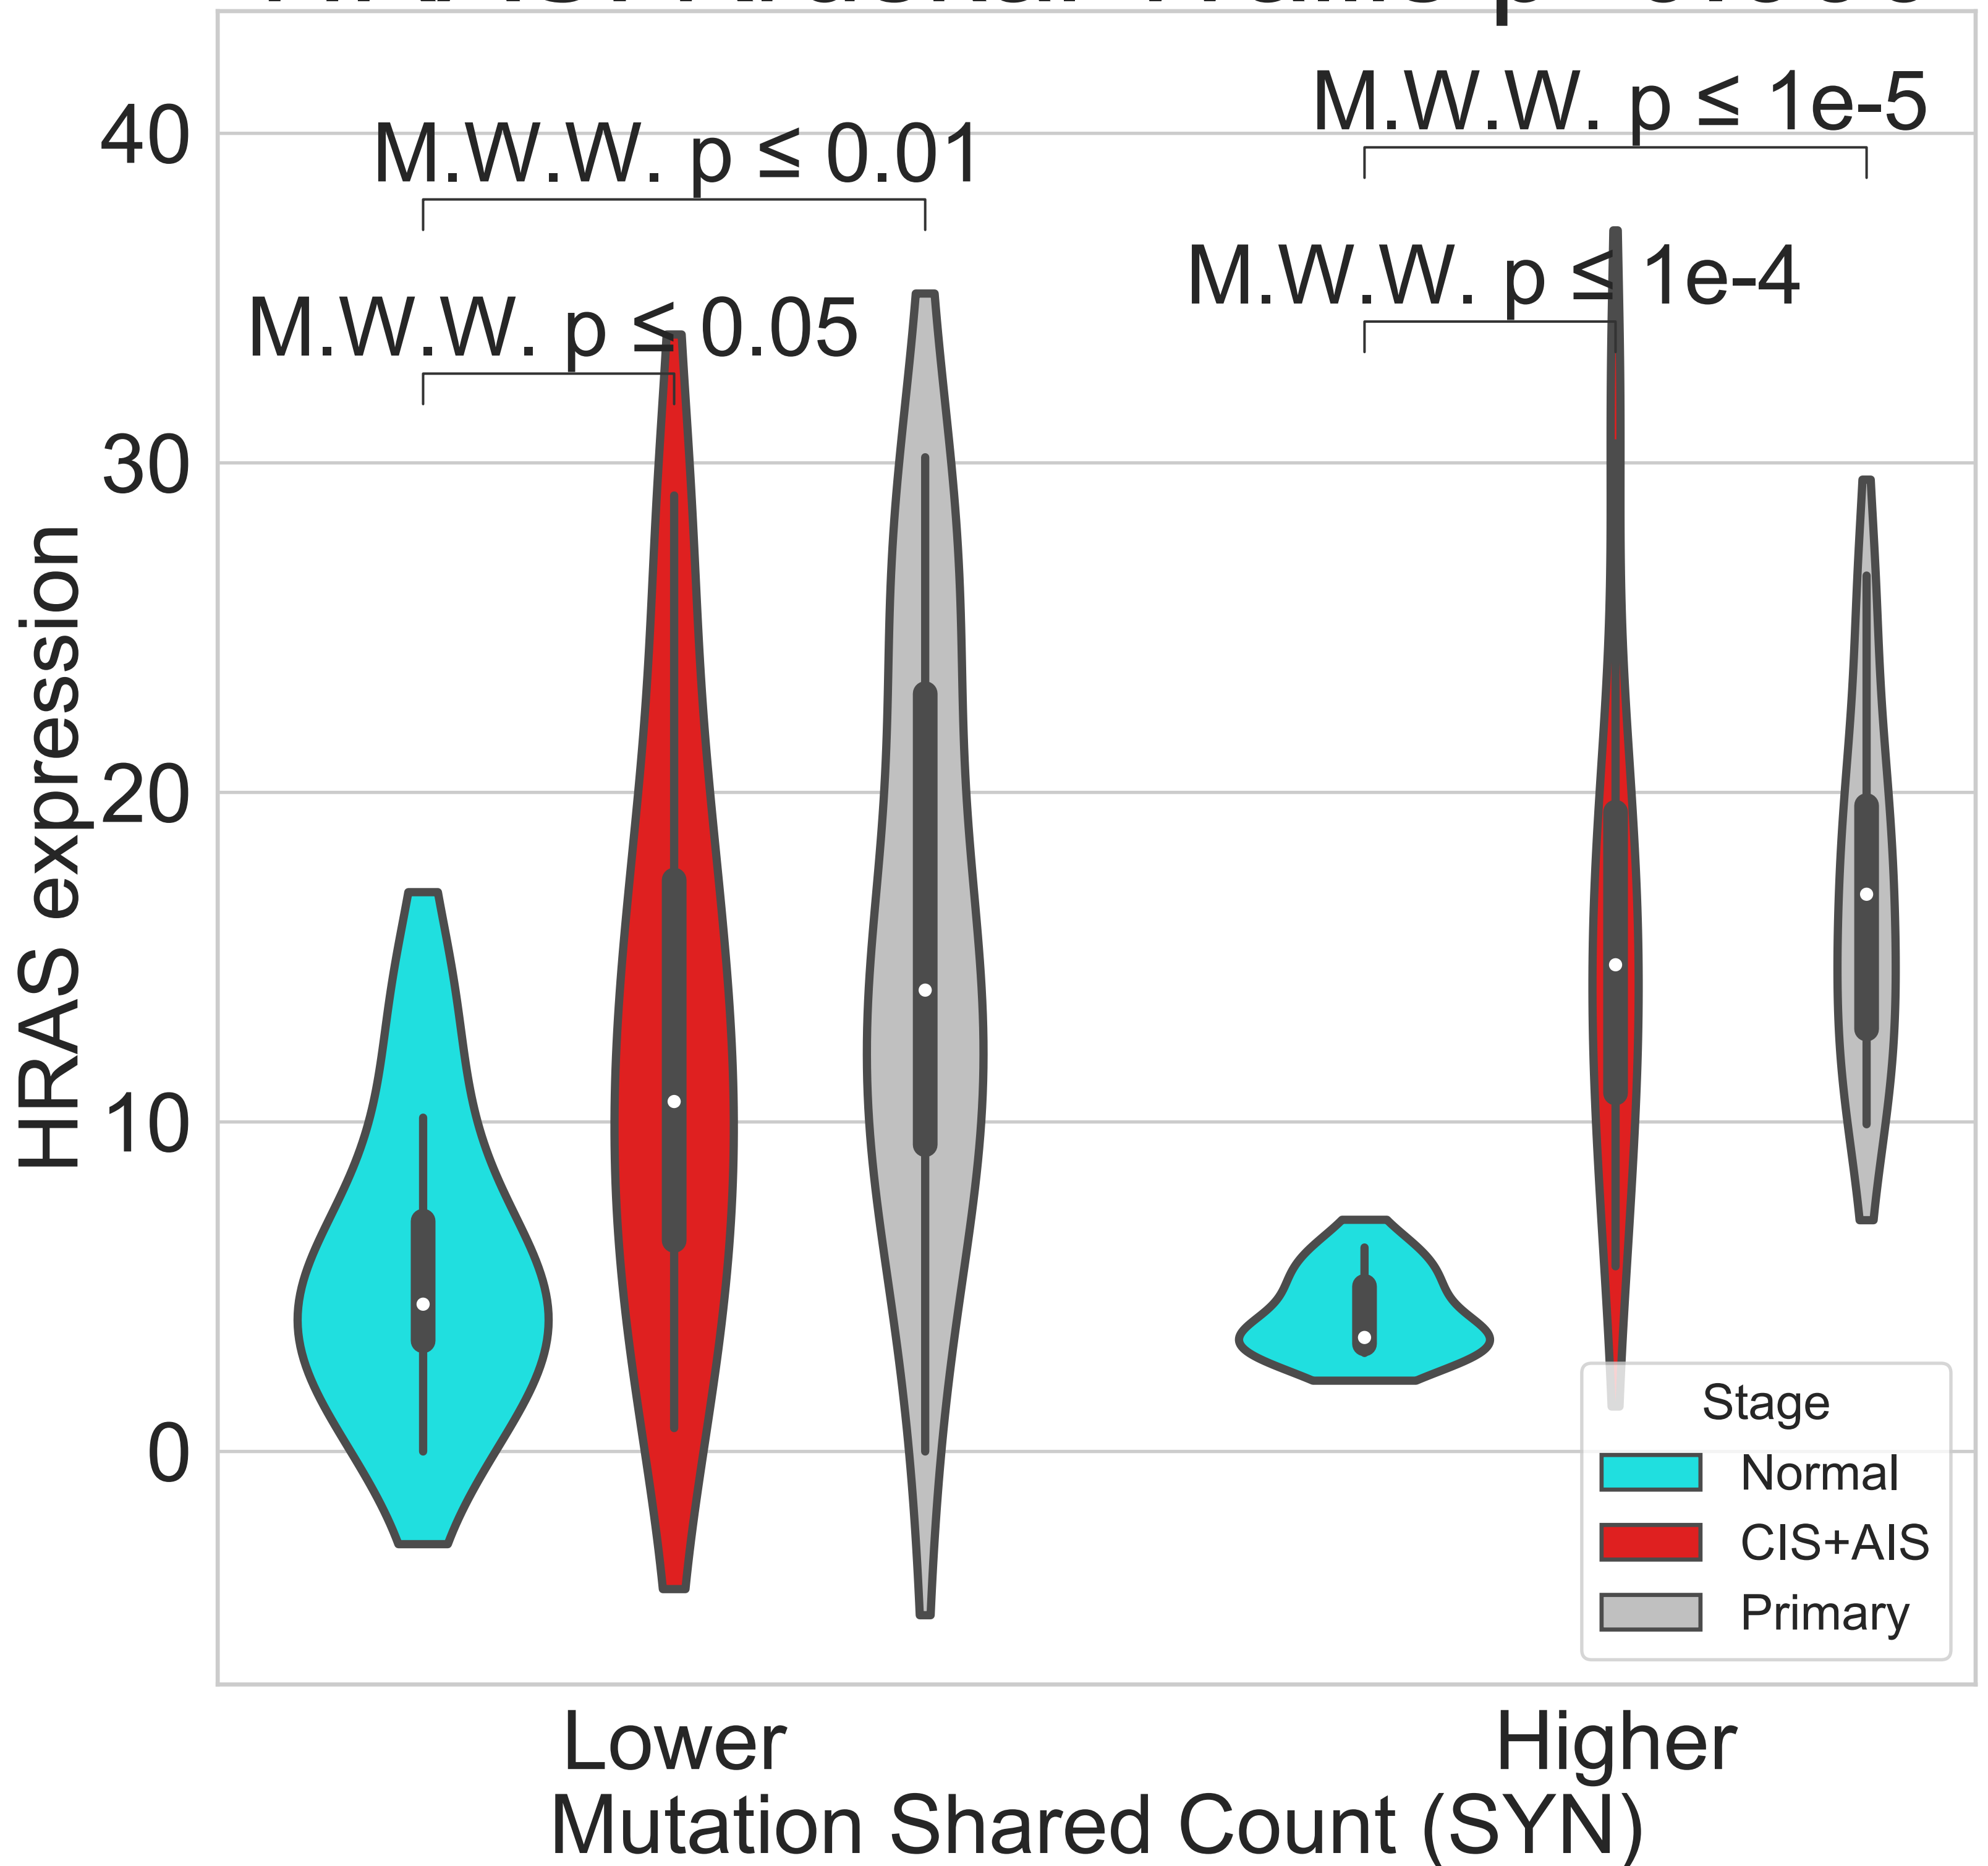 M.W.W. p ≤ 1e-5
40
M.W.W. p ≤ 0.01
M.W.W. p ≤ 1e-4
M.W.W. p ≤ 0.05
30
HRAS expression
20
10
0
Stage
Normal
CIS+AIS
Primary
Lower
Higher
Mutation Shared Count (SYN)